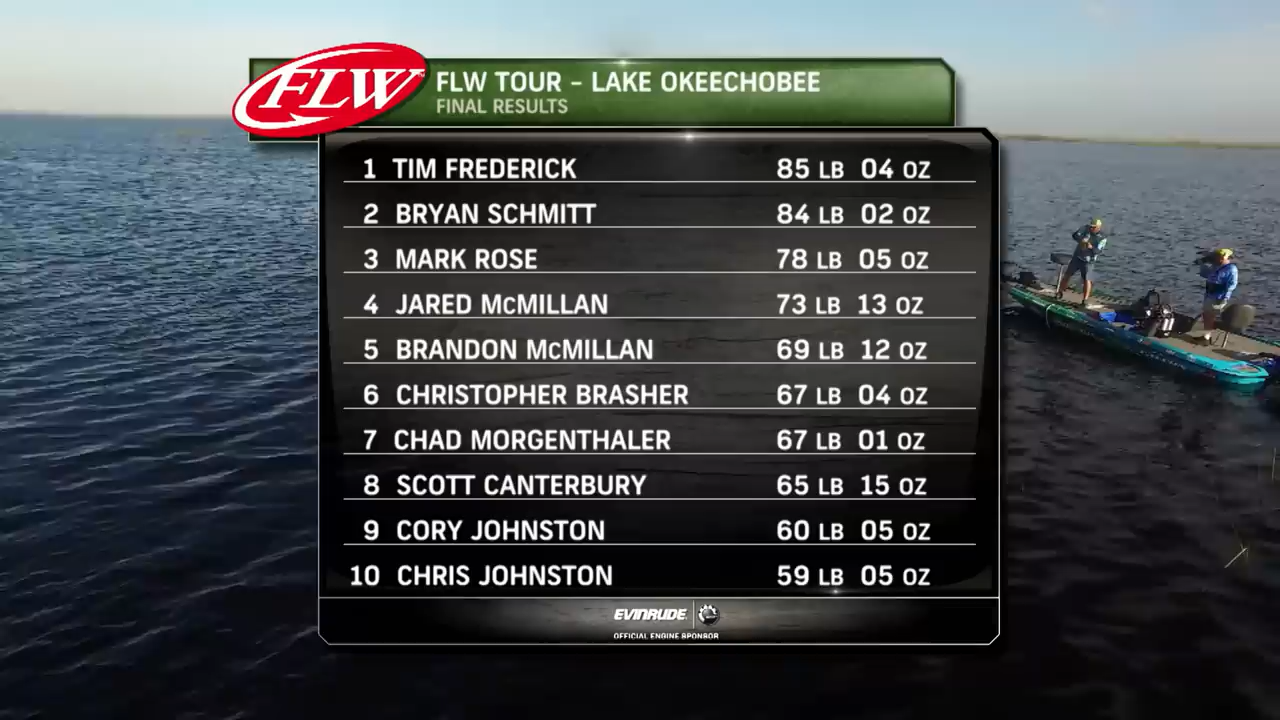 FLW
FLW TOUR - LAKE OKEECHOBEE
FINAL RESULTS
1 TIM FREDERICK 85 LB 04 OZ
2 BRYAN SCHMITT 84 LB 02 OZ
3 MARK ROSE 78 LB 05 OZ
4 JARED McMILLAN 73 LB 13 OZ
5 BRANDON McMILLAN 69 LB 12 OZ
6 CHRISTOPHER BRASHER 67 LB 04 OZ
7 CHAD MORGENTHALER 67 LB 01 OZ
8 SCOTT CANTERBURY 65 LB 15 OZ
9 CORY JOHNSTON 60 LB 05 OZ
10 CHRIS JOHNSTON 59 LB 05 OZ
EVINRUDE
OFFICIAL ENGINE SPONSOR